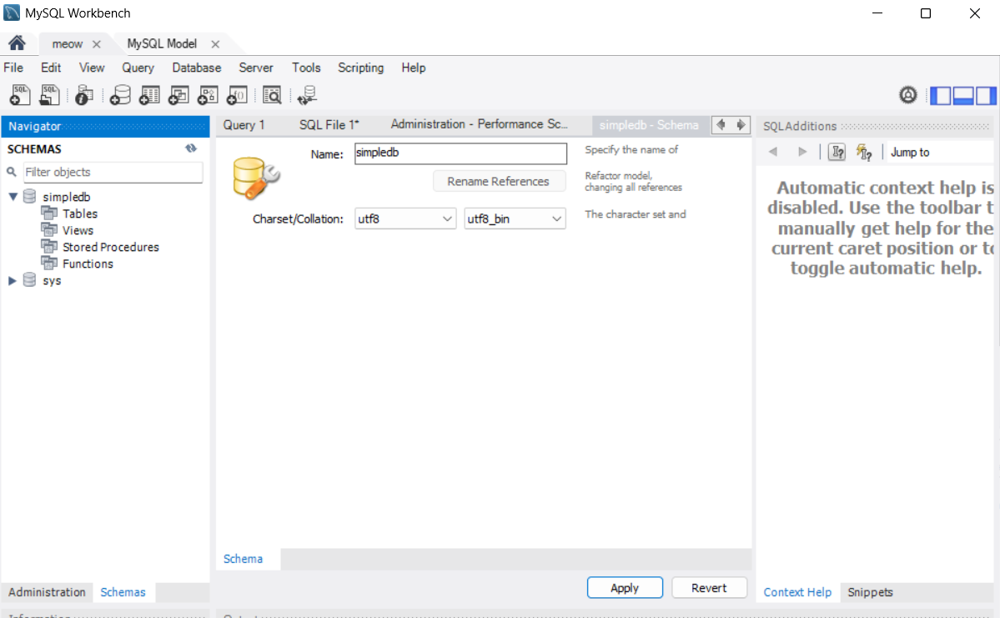 MySQL Workbench
meow
MySQL Model
File Edit View Query Database Server Tools Scripting Help
SQL SQL
Navigator
SCHEMAS
Filter objects
simpledb
Tables
Views
Stored Procedures
Functions
sys
Administration Schemas
Query 1 SQL File 1* Administration - Performance Sc... simpledb - Schema
Name: simpledb Specify the name of
Rename References Refactor model,
changing all references
Charset/Collation: utf8 utf8_bin The character set and
Schema
Apply Revert
SQLAdditions
Jump to
Automatic context help is
disabled. Use the toolbar t
manually get help for the
current caret position or to
toggle automatic help.
Context Help Snippets